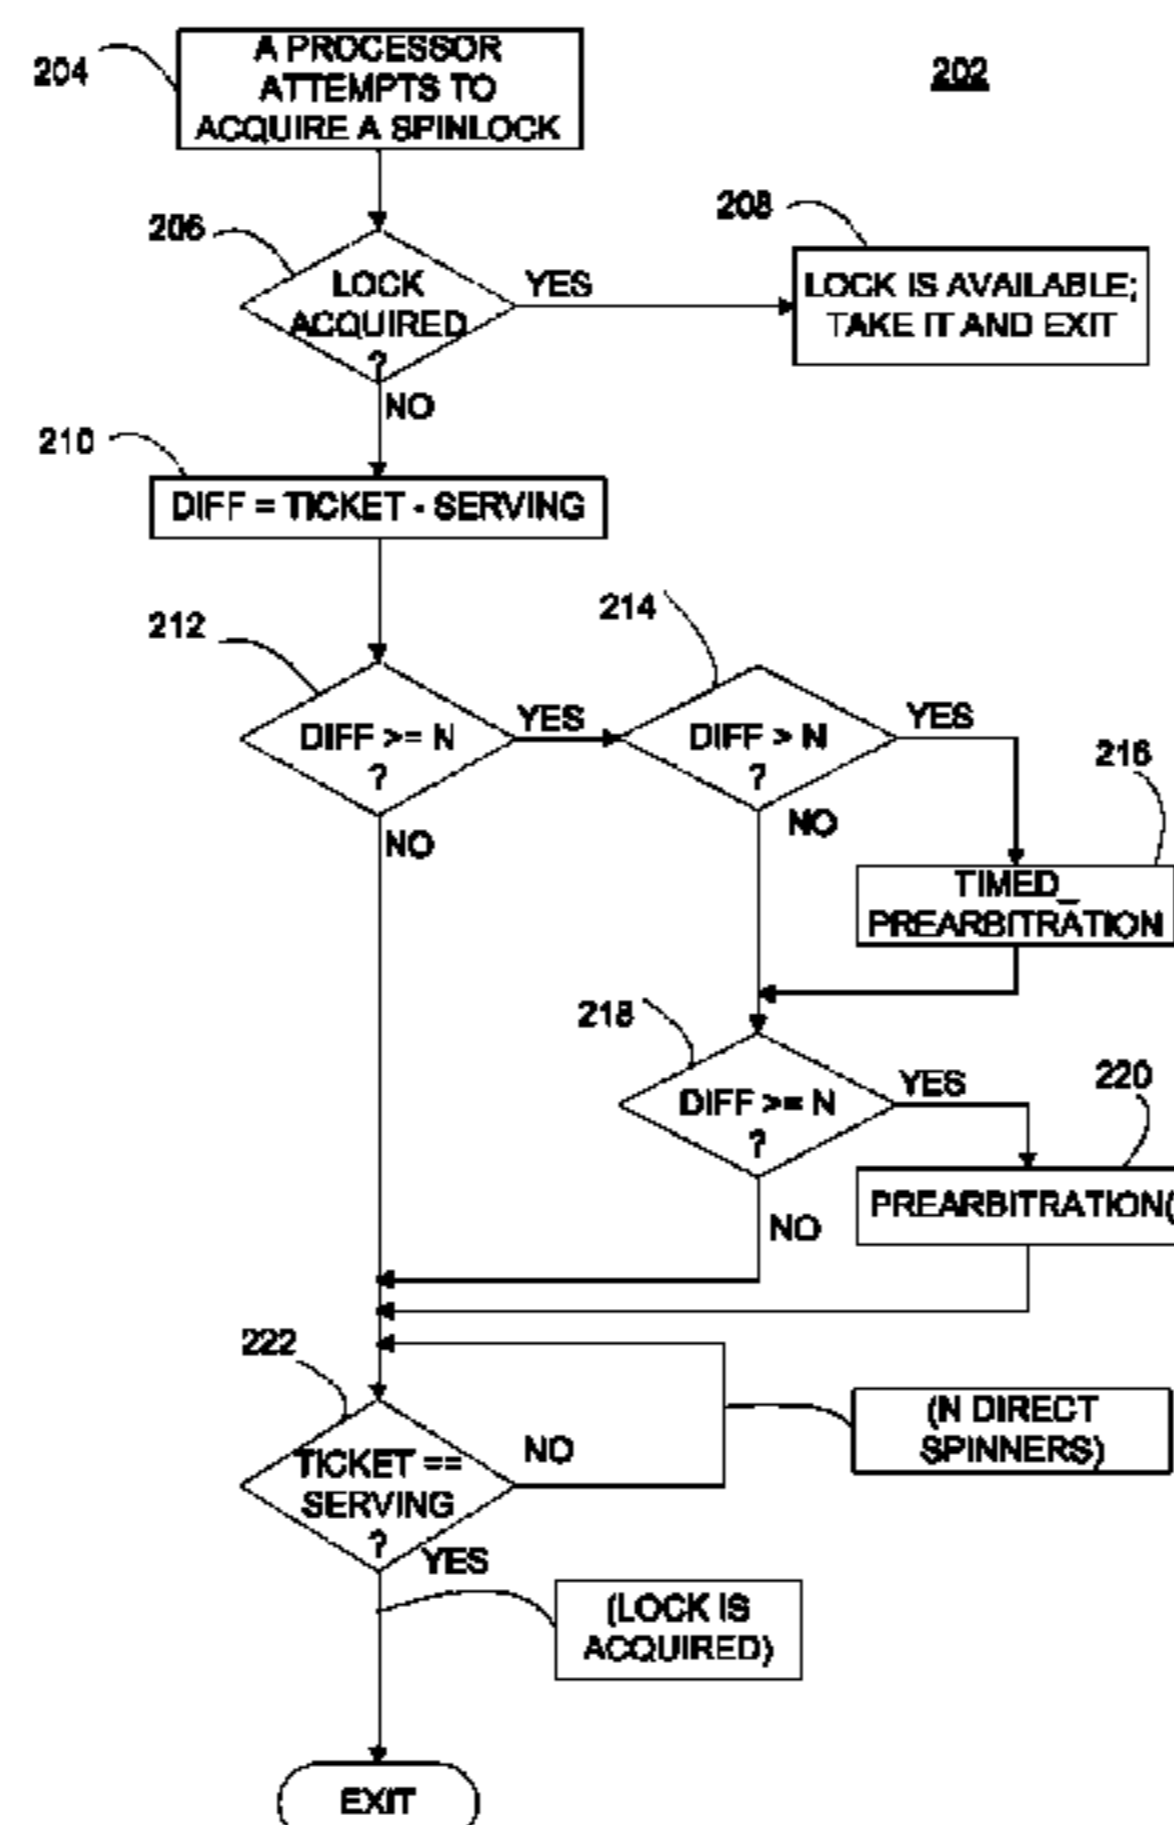 204
A PROCESSOR
ATTEMPTS TO
ACQUIRE A SPINLOCK
202
206
LOCK
ACQUIRED
?
YES
NO
208
LOCK IS AVAILABLE;
TAKE IT AND EXIT
210
DIFF = TICKET - SERVING
212
DIFF >= N
?
YES
NO
214
DIFF > N
?
YES
NO
216
TIMED_
PREARBITRATION
218
DIFF >= N
?
YES
NO
220
PREARBITRATION(
222
TICKET ==
SERVING
?
NO
YES
(N DIRECT
SPINNERS)
(LOCK IS
ACQUIRED)
EXIT